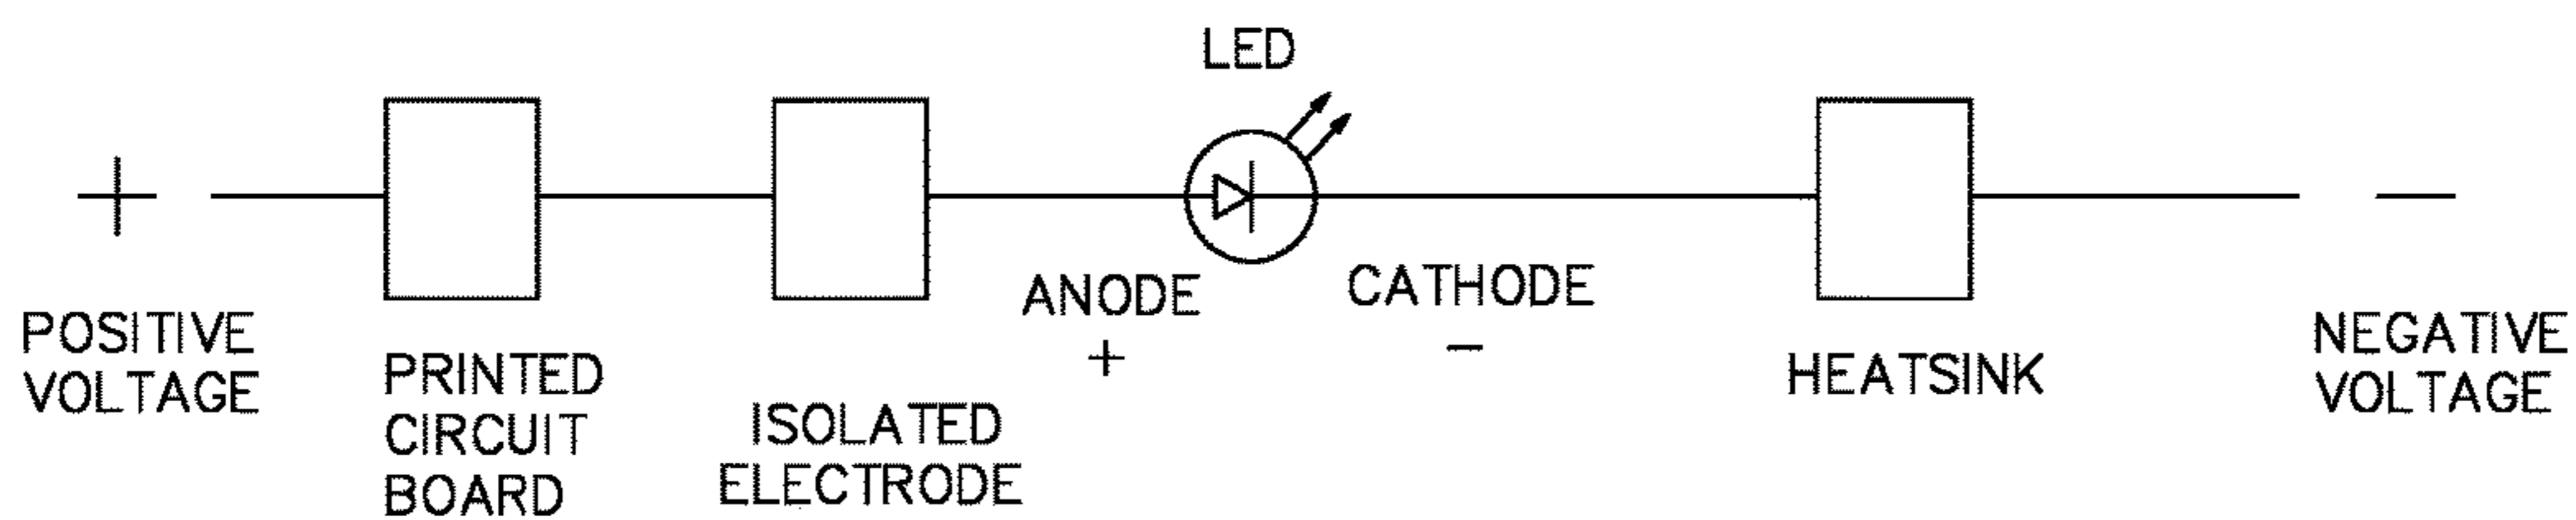 LED
+
−
ANODE
+
CATHODE
−
POSITIVE
VOLTAGE
PRINTED
CIRCUIT
BOARD
ISOLATED
ELECTRODE
HEATSINK
NEGATIVE
VOLTAGE